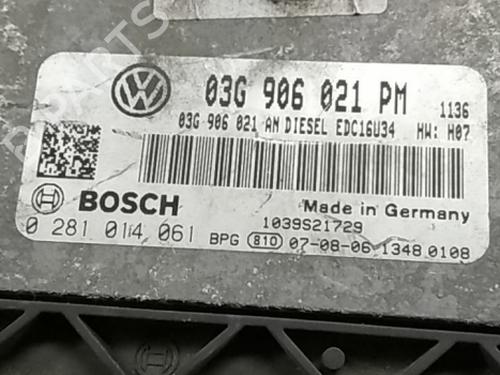 03G 906 021 PM 1136
03G 906 021 AN DIESEL EDC16U34 HW: H07
BOSCH
Made in Germany
0 281 014 061
1039S21729
BPG 810 07-08-06 1348 0108